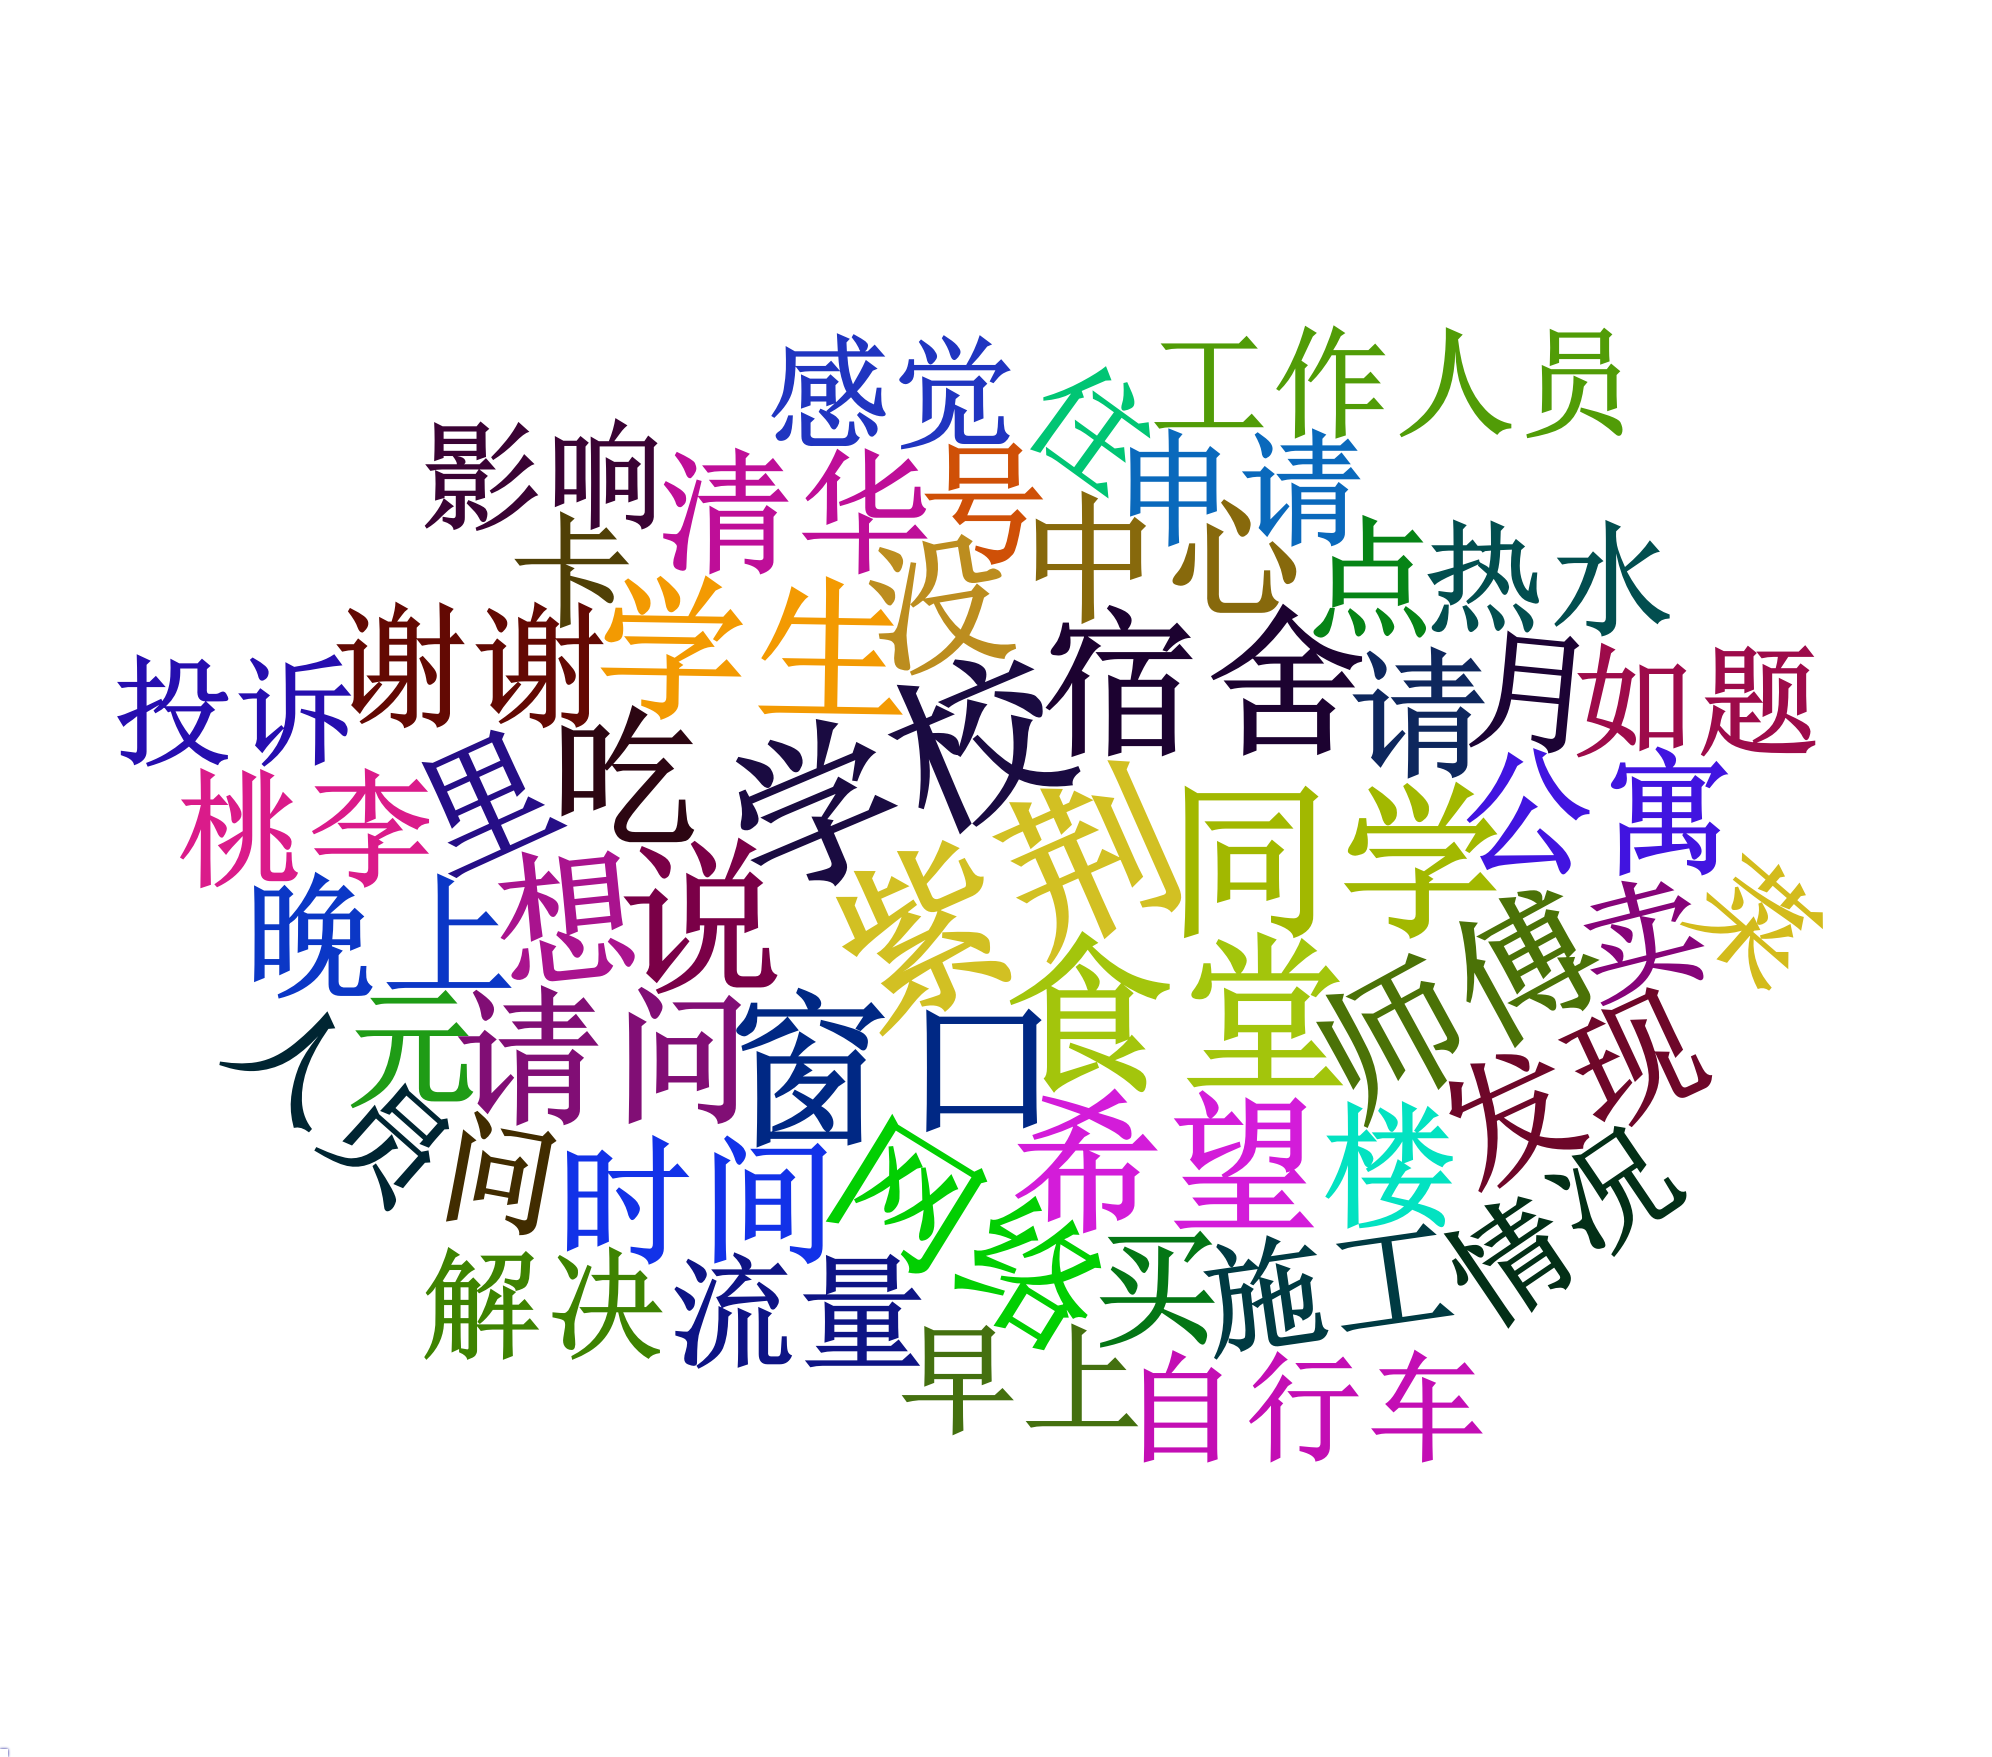 感觉
工作人员
影响
清华
号
在
申请
卡
没
中心
点
热水
谢谢
学生
宿舍
请
月
如题
投诉
校
学
里
吃
桃李
紫荆
同学
公寓
菜
晚上
想
说
食堂
师傅
卖
人员
元
请问
窗口
发现
问
时间
勿
希望
楼
情况
解决
流量
络
买
施工
早上
自行车